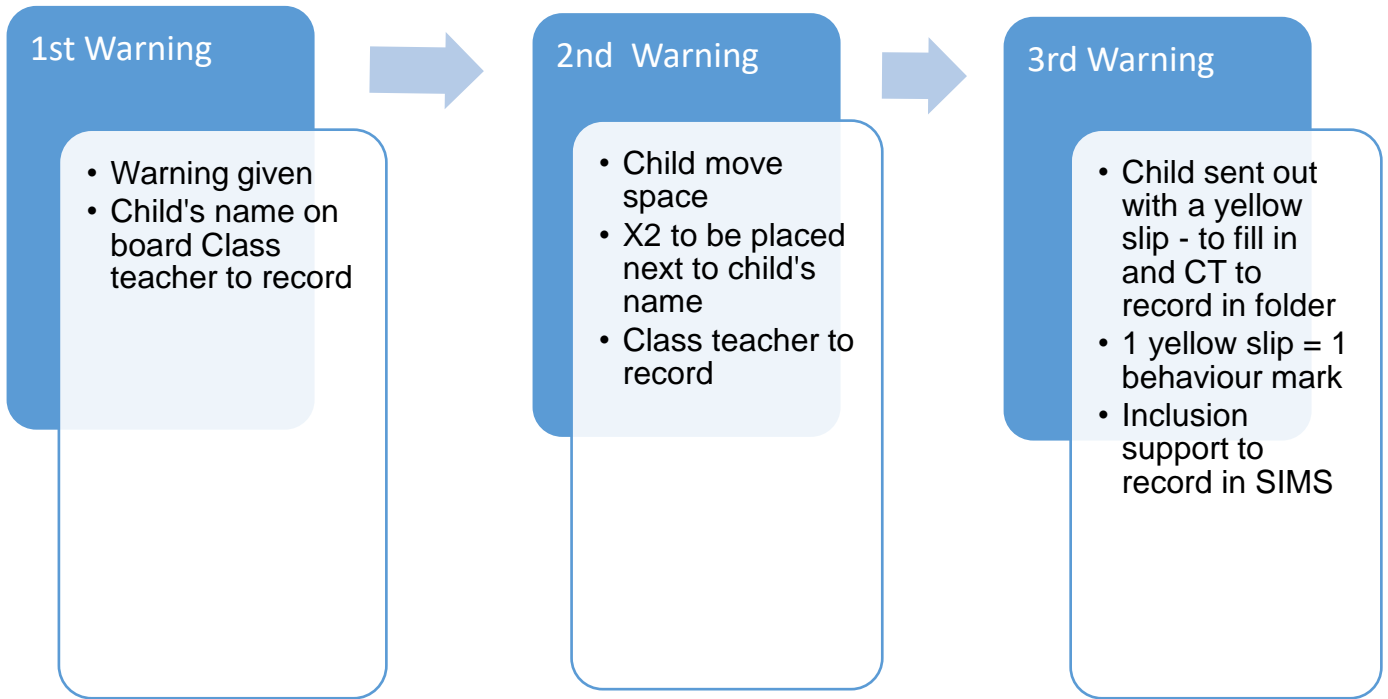 1st Warning
• Warning given
• Child's name on
board Class
teacher to record
2nd  Warning
• Child move
space
• X2 to be placed
next to child's
name
• Class teacher to
record
3rd Warning
• Child sent out
with a yellow
slip - to fill in
and CT to
record in folder
• 1 yellow slip = 1
behaviour mark
• Inclusion
support to
record in SIMS